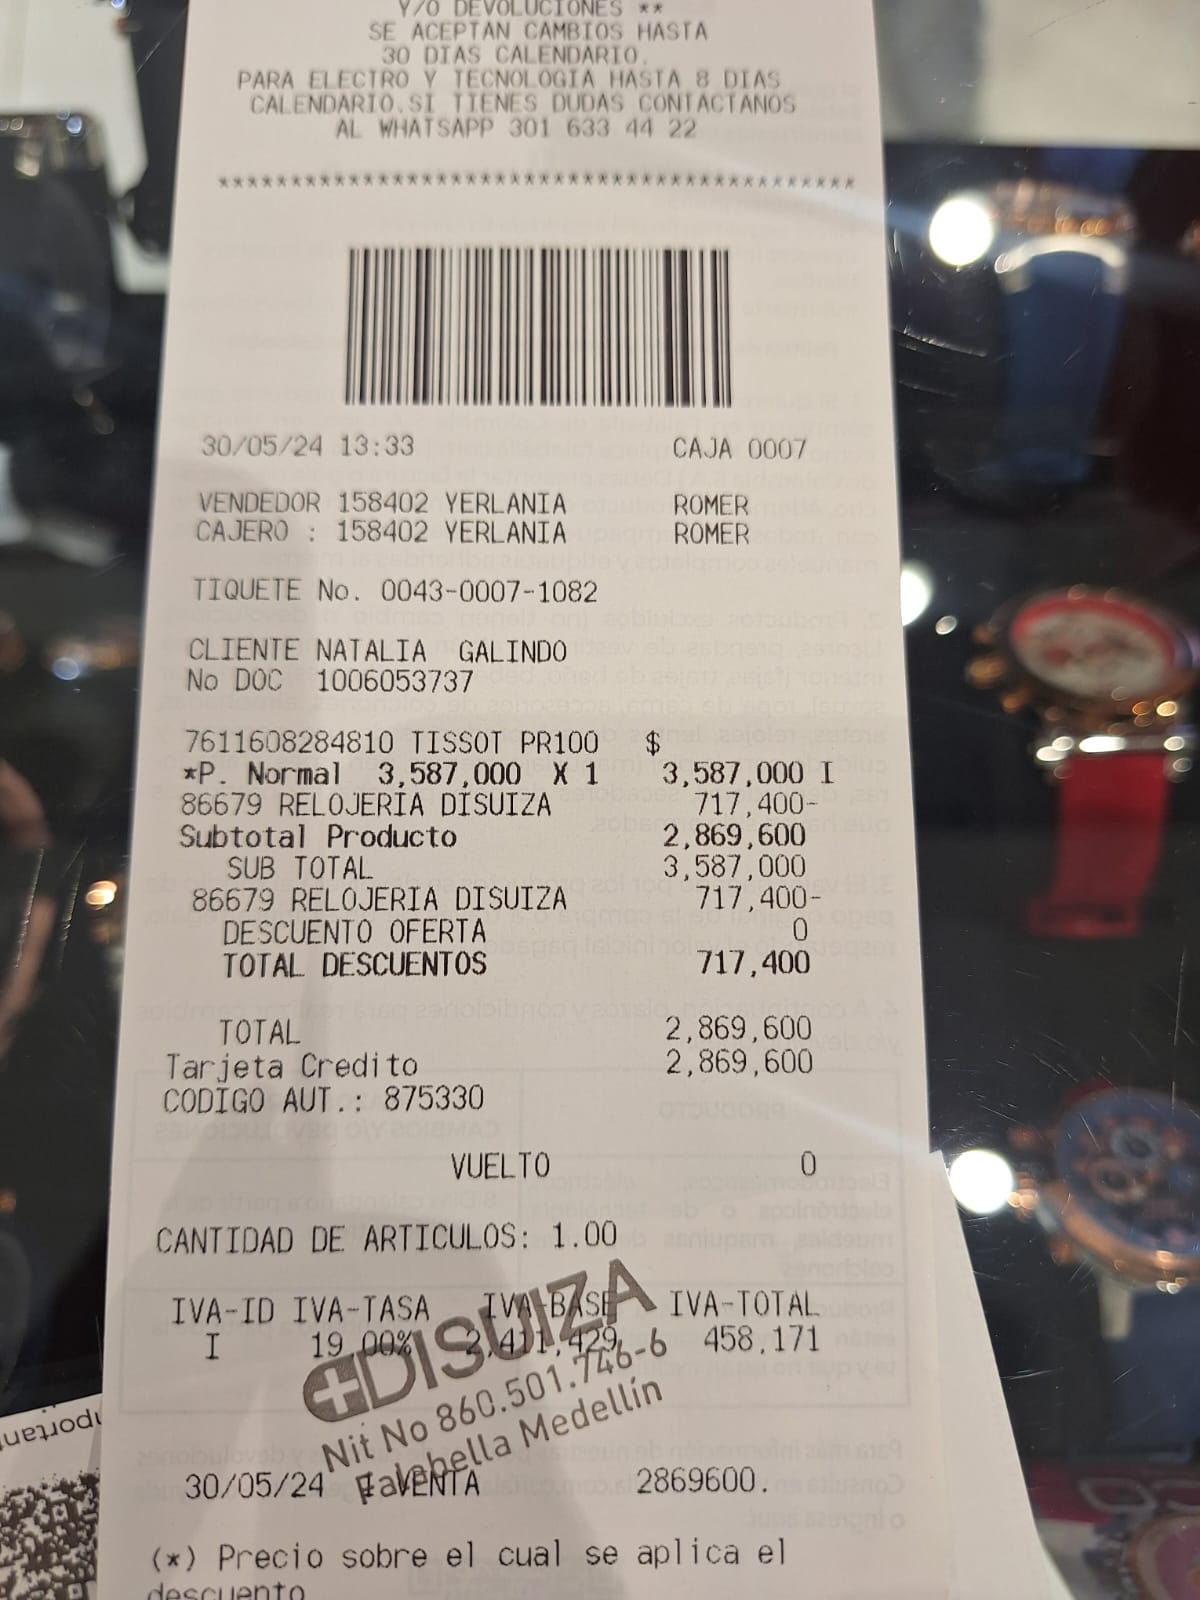 Y/O DEVOLUCIONES **
SE ACEPTAN CAMBIOS HASTA
30 DIAS CALENDARIO.
PARA ELECTRO Y TECNOLOGIA HASTA 8 DIAS
CALENDARIO.SI TIENES DUDAS CONTACTANOS
AL WHATSAPP 301 633 44 22
********************************************
30/05/24 13:33 CAJA 0007
VENDEDOR 158402 YERLANIA ROMER
CAJERO : 158402 YERLANIA ROMER
TIQUETE No. 0043-0007-1082
CLIENTE NATALIA GALINDO
No DOC 1006053737
7611608284810 TISSOT PR100 $
*P. Normal 3,587,000 X 1 3,587,000 I
86679 RELOJERIA DISUIZA 717,400-
Subtotal Producto 2,869,600
SUB TOTAL 3,587,000
86679 RELOJERIA DISUIZA 717,400-
DESCUENTO OFERTA 0
TOTAL DESCUENTOS 717,400
TOTAL 2,869,600
Tarjeta Credito 2,869,600
CODIGO AUT.: 875330
VUELTO 0
CANTIDAD DE ARTICULOS: 1.00
IVA-ID IVA-TASA IVA-BASE IVA-TOTAL
I 19.00% 2,411,429 458,171
DISUIZA
Nit No 860.501.746-6
Falabella Medellín
30/05/24 VENTA 2869600.
(*) Precio sobre el cual se aplica el
descuento